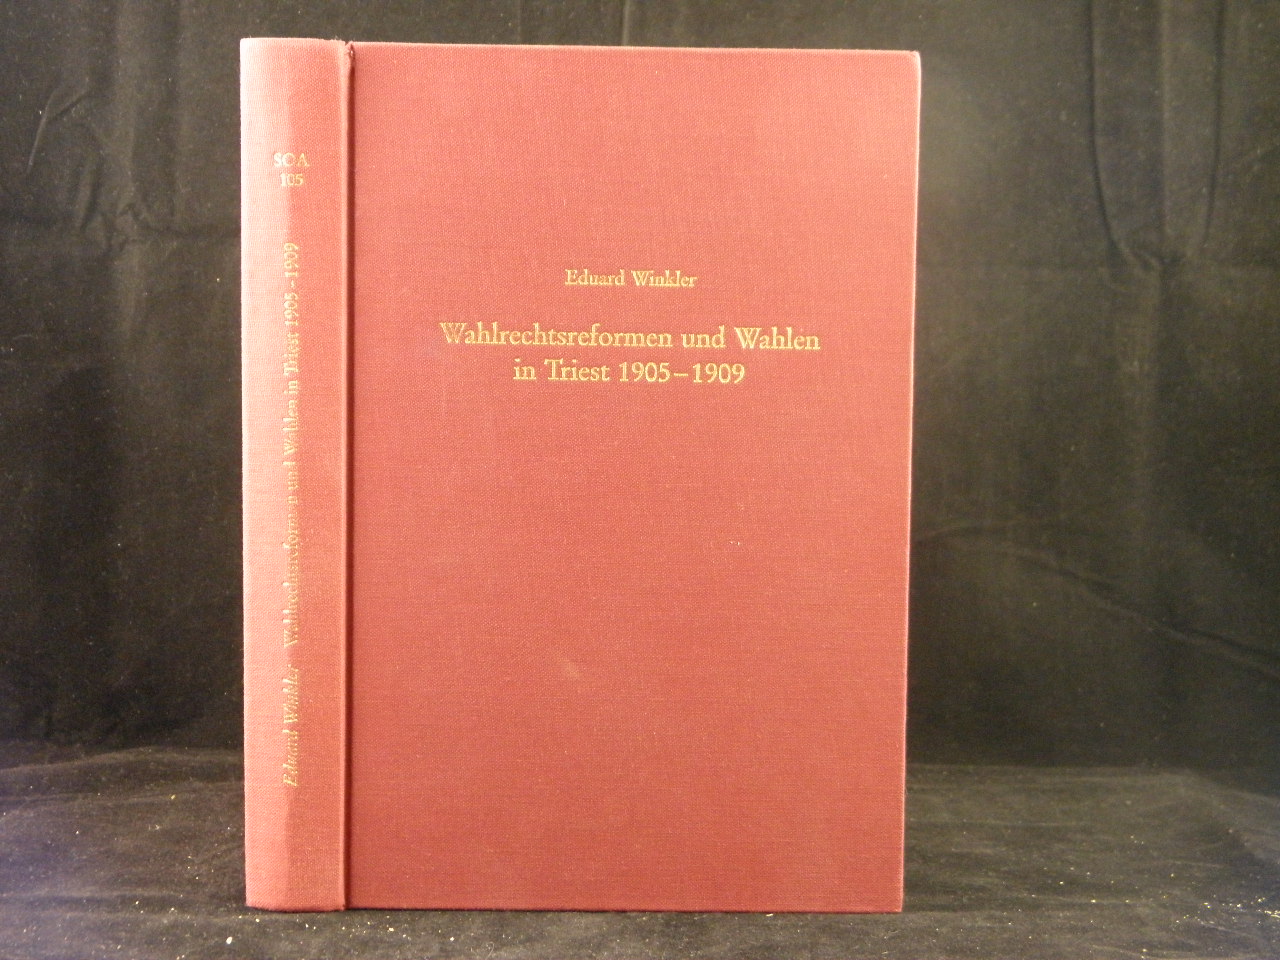 SOA
105
Eduard Winkler Wahlrechtsreformen und Wahlen in Triest 1905–1909
Eduard Winkler
Wahlrechtsreformen und Wahlen
in Triest 1905–1909